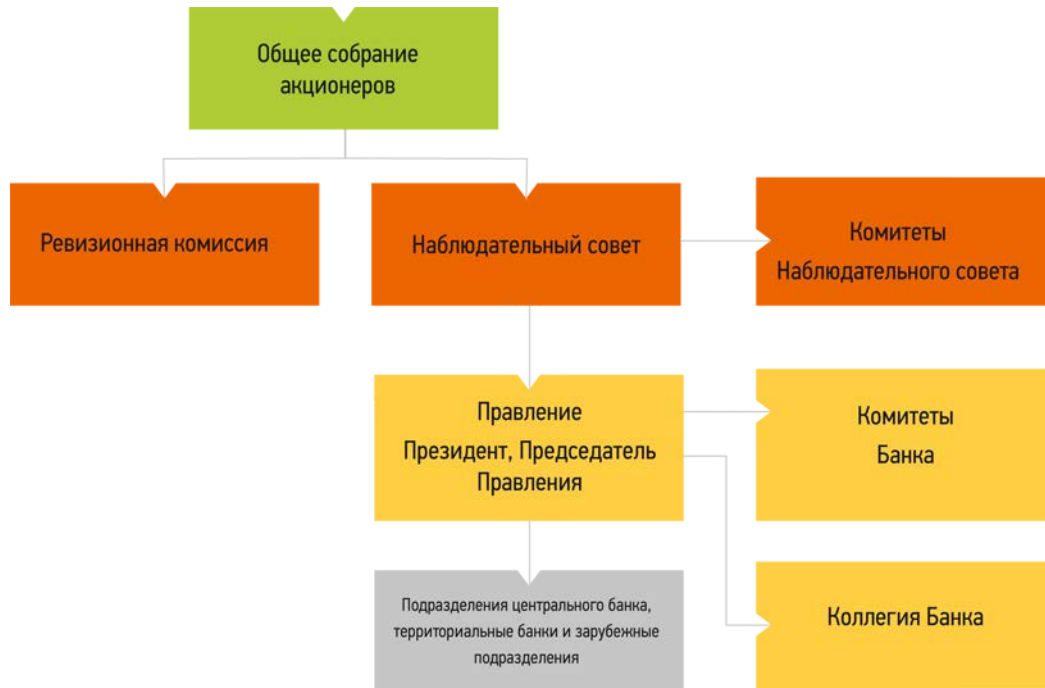 Общее собрание
акционеров
Ревизионная комиссия
Наблюдательный совет
Комитеты
Наблюдательного совета
Правление
Президент, Председатель
Правления
Комитеты
Банка
Подразделения центрального банка,
территориальные банки и зарубежные
подразделения
Коллегия Банка